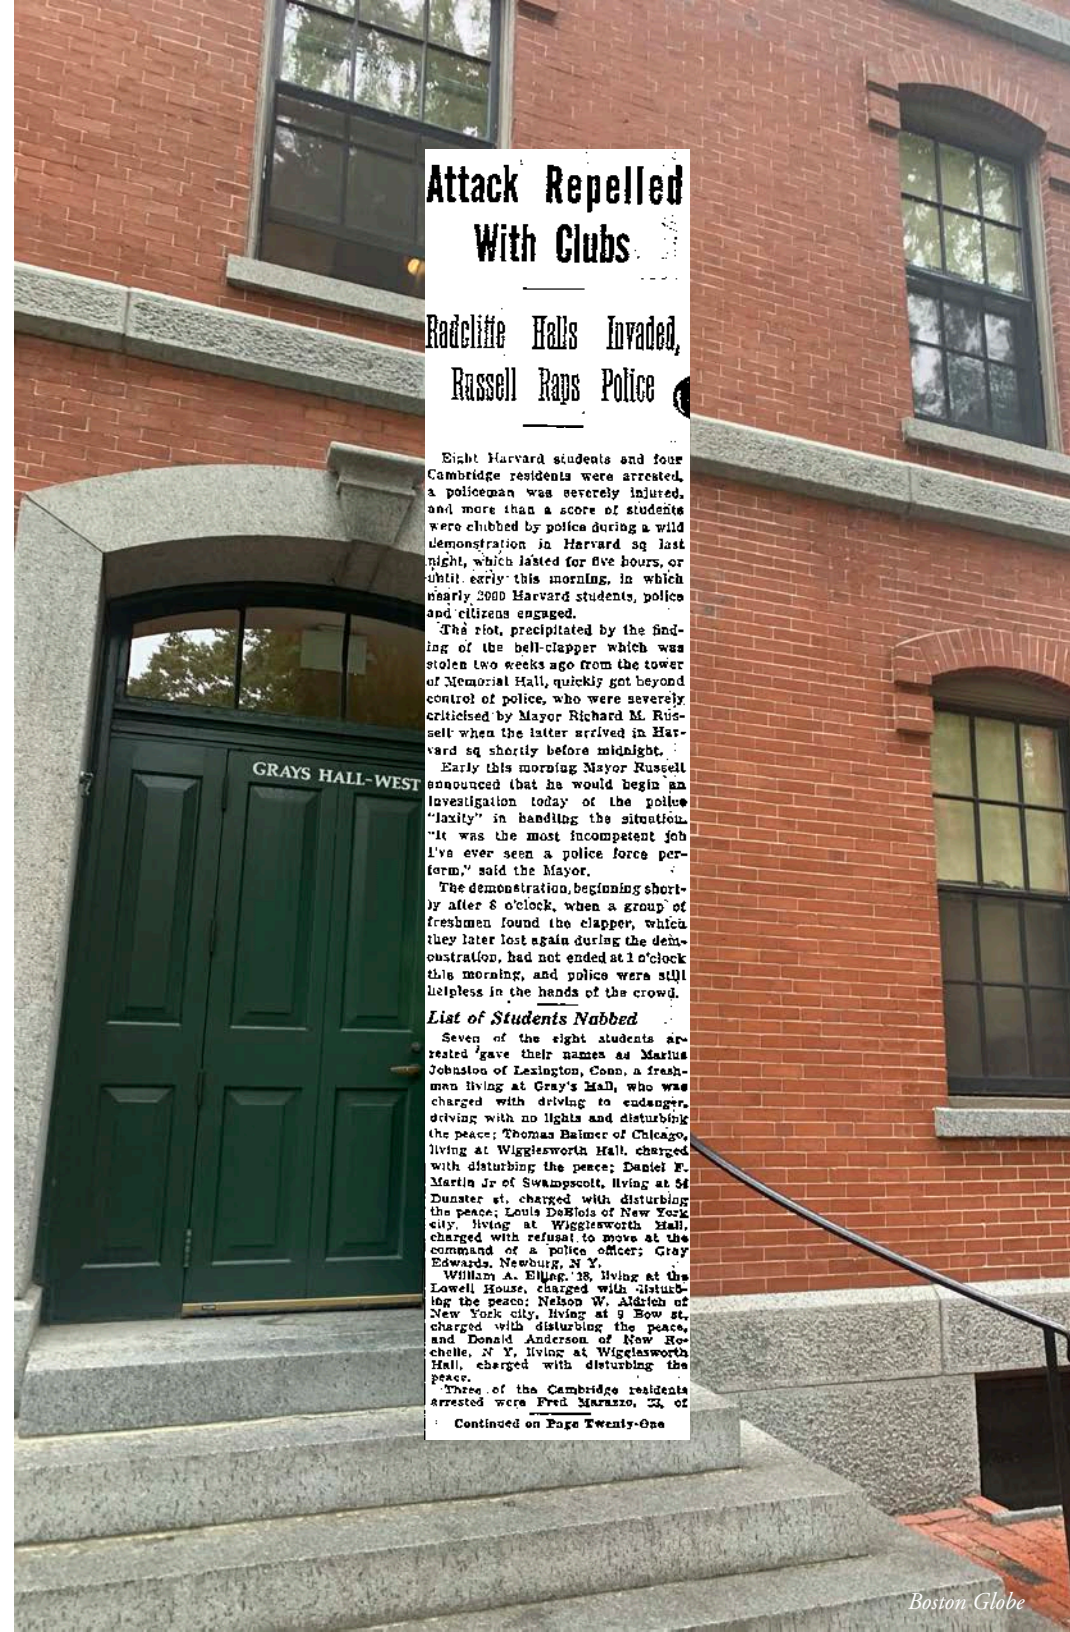 Attack Repelled
With Clubs
Radcliffe Halls Invaded,
Russell Raps Police
Eight Harvard students and four
Cambridge residents were arrested,
a policeman was severely injured,
and more than a score of students
were clubbed by police during a wild
demonstration in Harvard sq last
night, which lasted for five hours, or
until early this morning, in which
nearly 2000 Harvard students, police
and citizens engaged.
The riot, precipitated by the find-
ing of the bell-clapper which was
stolen two weeks ago from the tower
of Memorial Hall, quickly got beyond
control of police, who were severely
criticised by Mayor Richard M. Rus-
sell when the latter arrived in Har-
vard sq shortly before midnight.
Early this morning Mayor Russell
announced that he would begin an
investigation today of the police
"laxity" in handling the situation.
"It was the most incompetent job
I've ever seen a police force per-
form," said the Mayor.
The demonstration, beginning short-
ly after 8 o'clock, when a group of
freshmen found the clapper, which
they later lost again during the dem-
onstration, had not ended at 1 o'clock
this morning, and police were still
helpless in the hands of the crowd.
List of Students Nabbed
Seven of the eight students ar-
rested gave their names as Marius
Johnston of Lexington, Conn, a fresh-
man living at Gray's Hall, who was
charged with driving to endanger,
driving with no lights and disturbing
the peace; Thomas Balmer of Chicago,
living at Wigglesworth Hall, charged
with disturbing the peace; Daniel F.
Martin Jr of Swampscott, living at 54
Dunster st, charged with disturbing
the peace; Louis DeBlois of New York
city, living at Wigglesworth Hall,
charged with refusal to move at the
command of a police officer; Gray
Edwards, Newburg, N Y.
William A. '38, living at the
Lowell House, charged with disturb-
ing the peace; Nelson W. Aldrich of
New York city, living at 9 Bow st,
charged with disturbing the peace,
and Donald Anderson of New Ro-
chelle, N Y, living at Wigglesworth
Hall, charged with disturbing the
peace.
Three of the Cambridge residents
arrested were Fred Marazzo, 23, of
Continued on Page Twenty-One
GRAYS HALL-WEST
Boston Globe